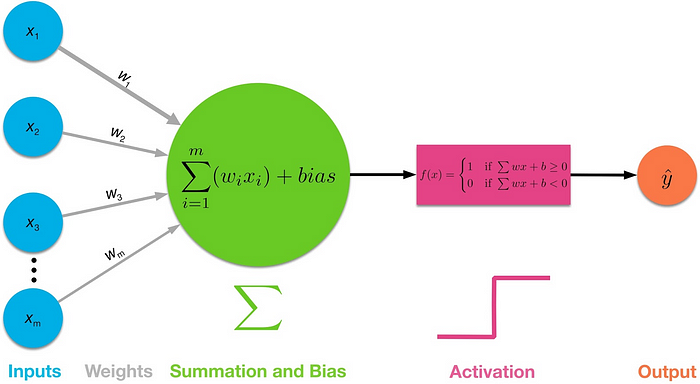 x₁
w₁
x₂
w₂
x₃
w₃
xₘ
wₘ
m
∑(wᵢxᵢ) + bias
i=1
f(x) = {1 if ∑wx + b ≥ 0
0 if ∑wx + b < 0
ŷ
∑
Inputs Weights Summation and Bias Activation Output